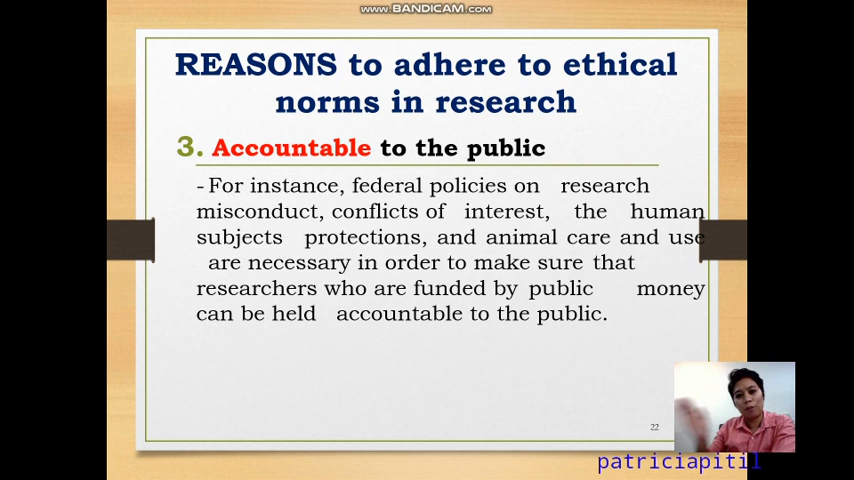 WWW.BANDICAM.COM
REASONS to adhere to ethical
norms in research
3. Accountable to the public
- For instance, federal policies on research
misconduct, conflicts of interest, the human
subjects protections, and animal care and use
are necessary in order to make sure that
researchers who are funded by public money
can be held accountable to the public.
22
patriciapitil